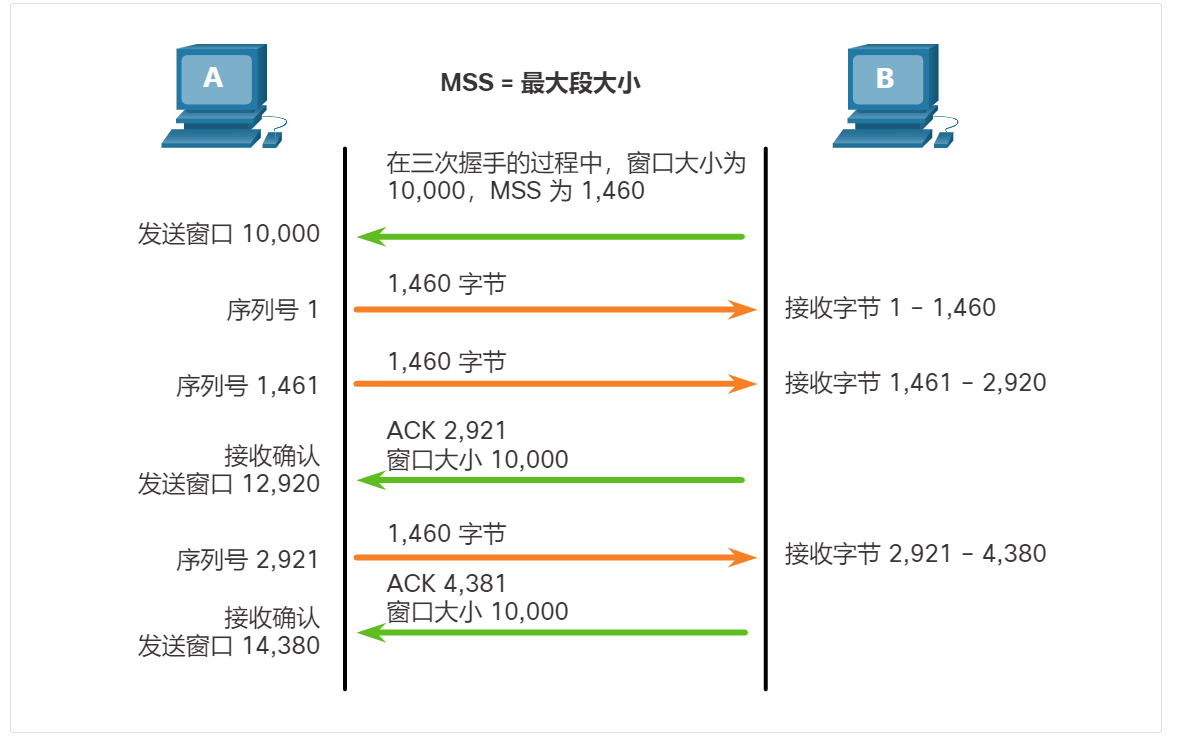 A
MSS = 最大段大小
B
在三次握手的过程中，窗口大小为
10,000，MSS 为 1,460
发送窗口 10,000
1,460 字节
序列号 1
接收字节 1 – 1,460
1,460 字节
序列号 1,461
接收字节 1,461 – 2,920
ACK 2,921
窗口大小 10,000
接收确认
发送窗口 12,920
1,460 字节
序列号 2,921
接收字节 2,921 – 4,380
ACK 4,381
窗口大小 10,000
接收确认
发送窗口 14,380